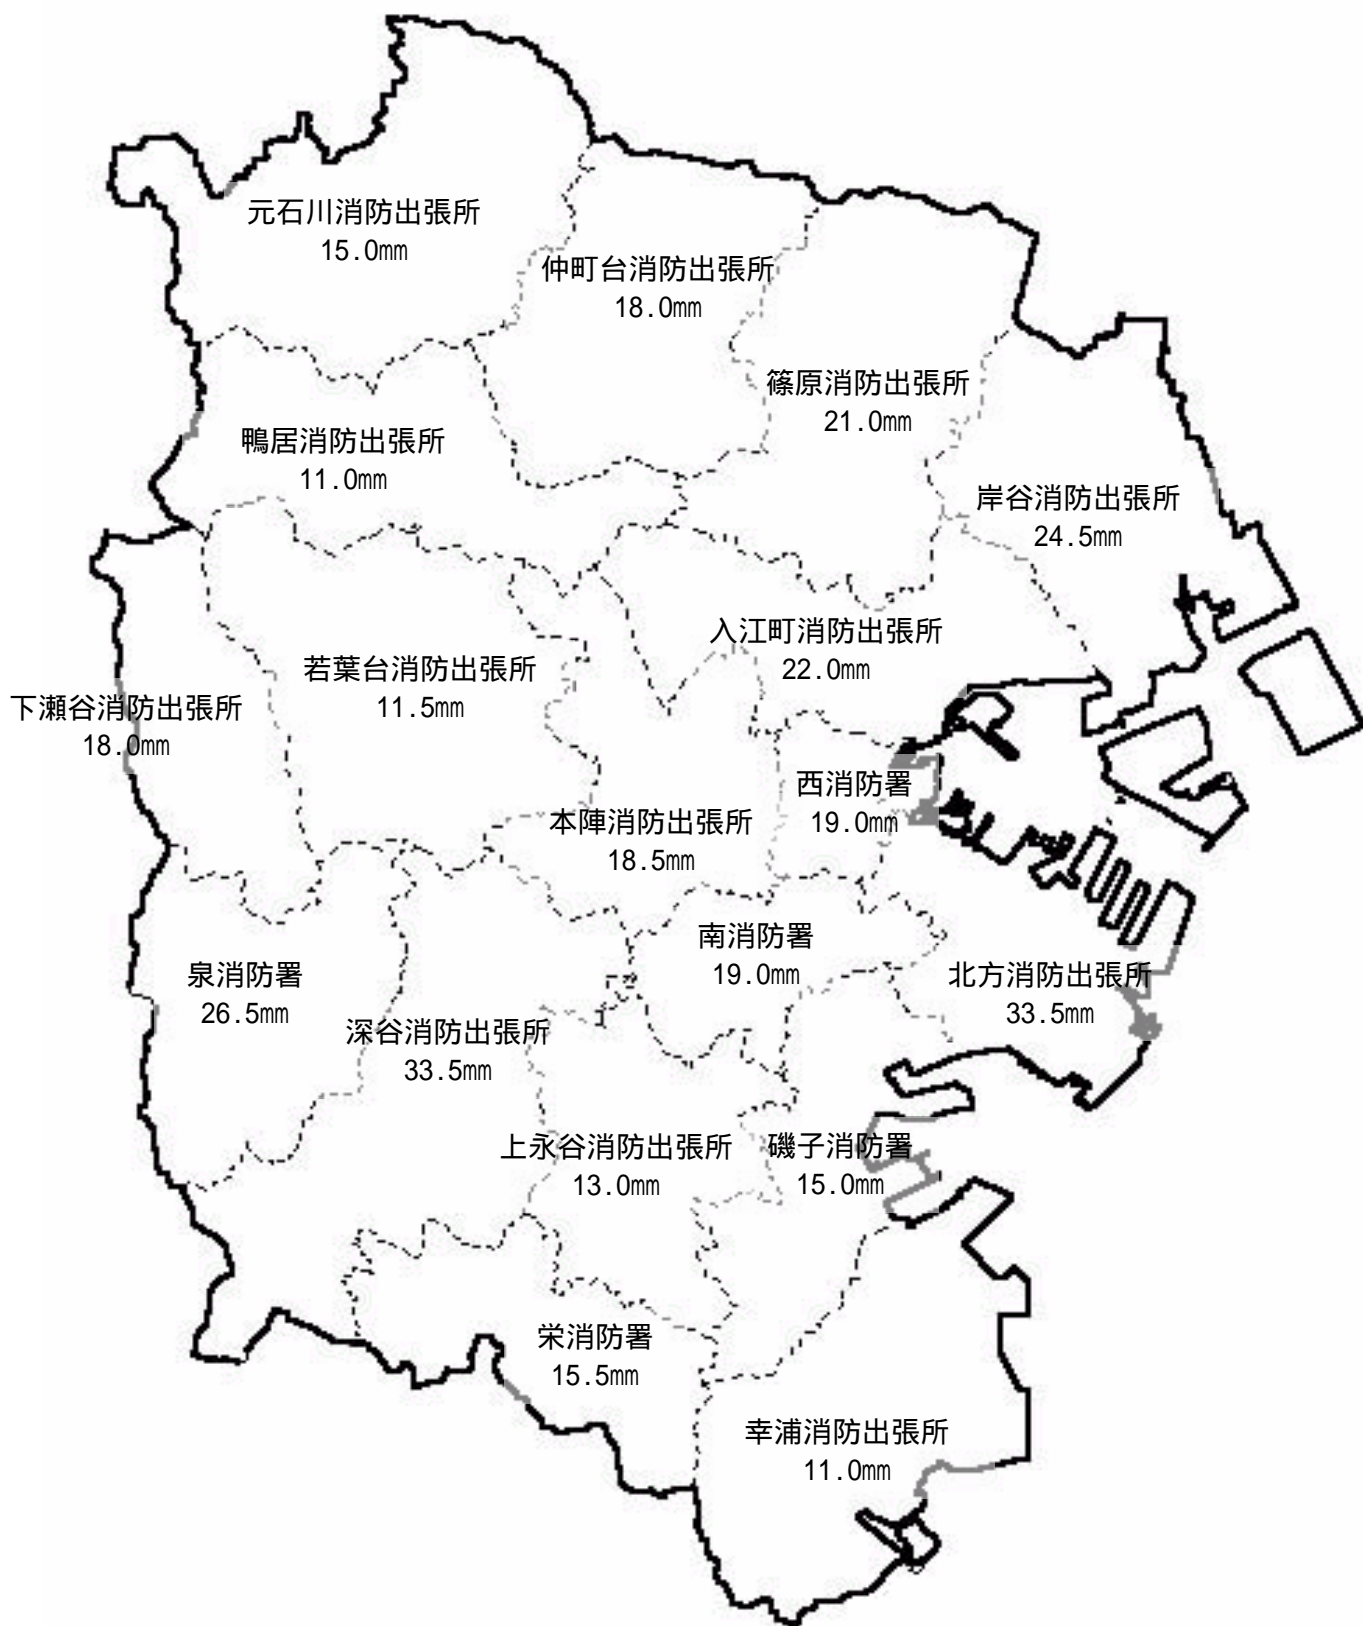 元石川消防出張所
15.0mm
仲町台消防出張所
18.0mm
篠原消防出張所
21.0mm
鴨居消防出張所
11.0mm
岸谷消防出張所
24.5mm
入江町消防出張所
22.0mm
若葉台消防出張所
11.5mm
下瀬谷消防出張所
18.0mm
西消防署
19.0mm
本陣消防出張所
18.5mm
南消防署
19.0mm
泉消防署
26.5mm
北方消防出張所
33.5mm
深谷消防出張所
33.5mm
上永谷消防出張所
13.0mm
磯子消防署
15.0mm
栄消防署
15.5mm
幸浦消防出張所
11.0mm